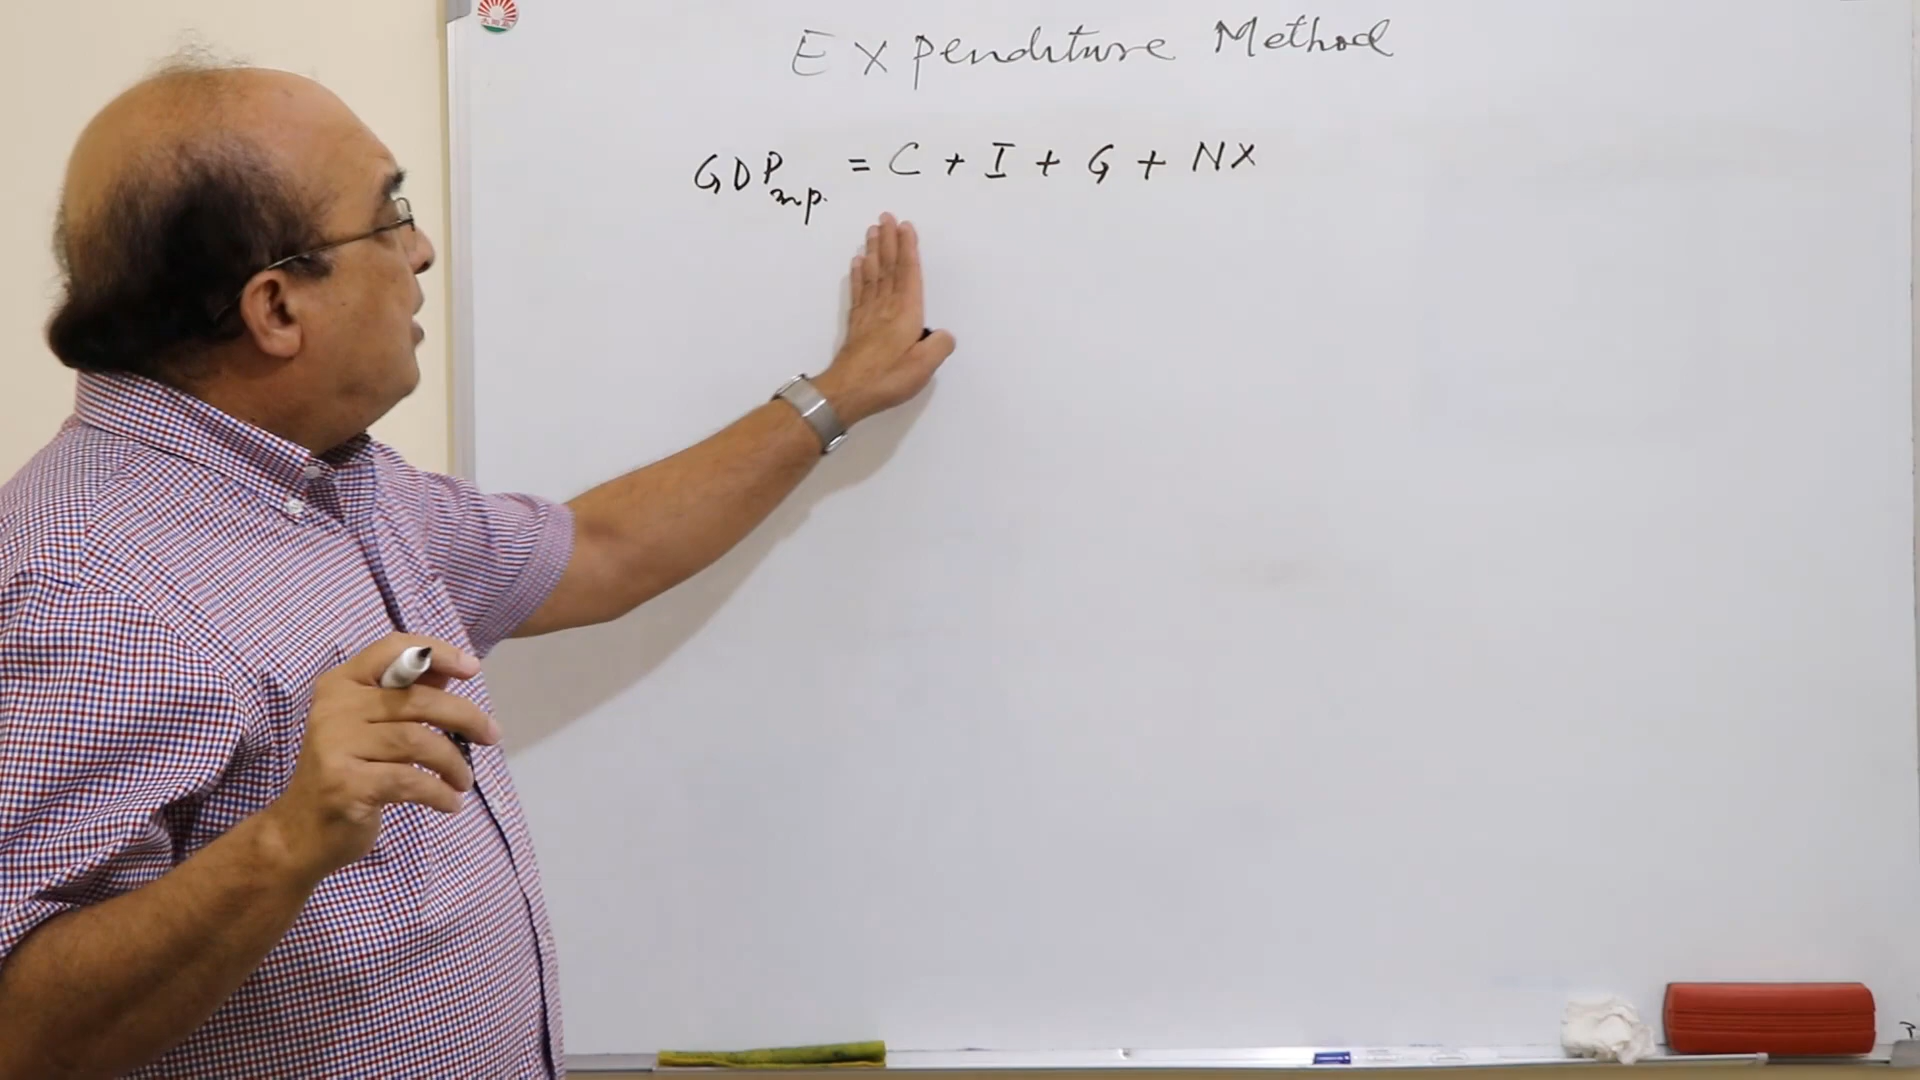 Expenditure Method
GDPmp. = C + I + G + NX